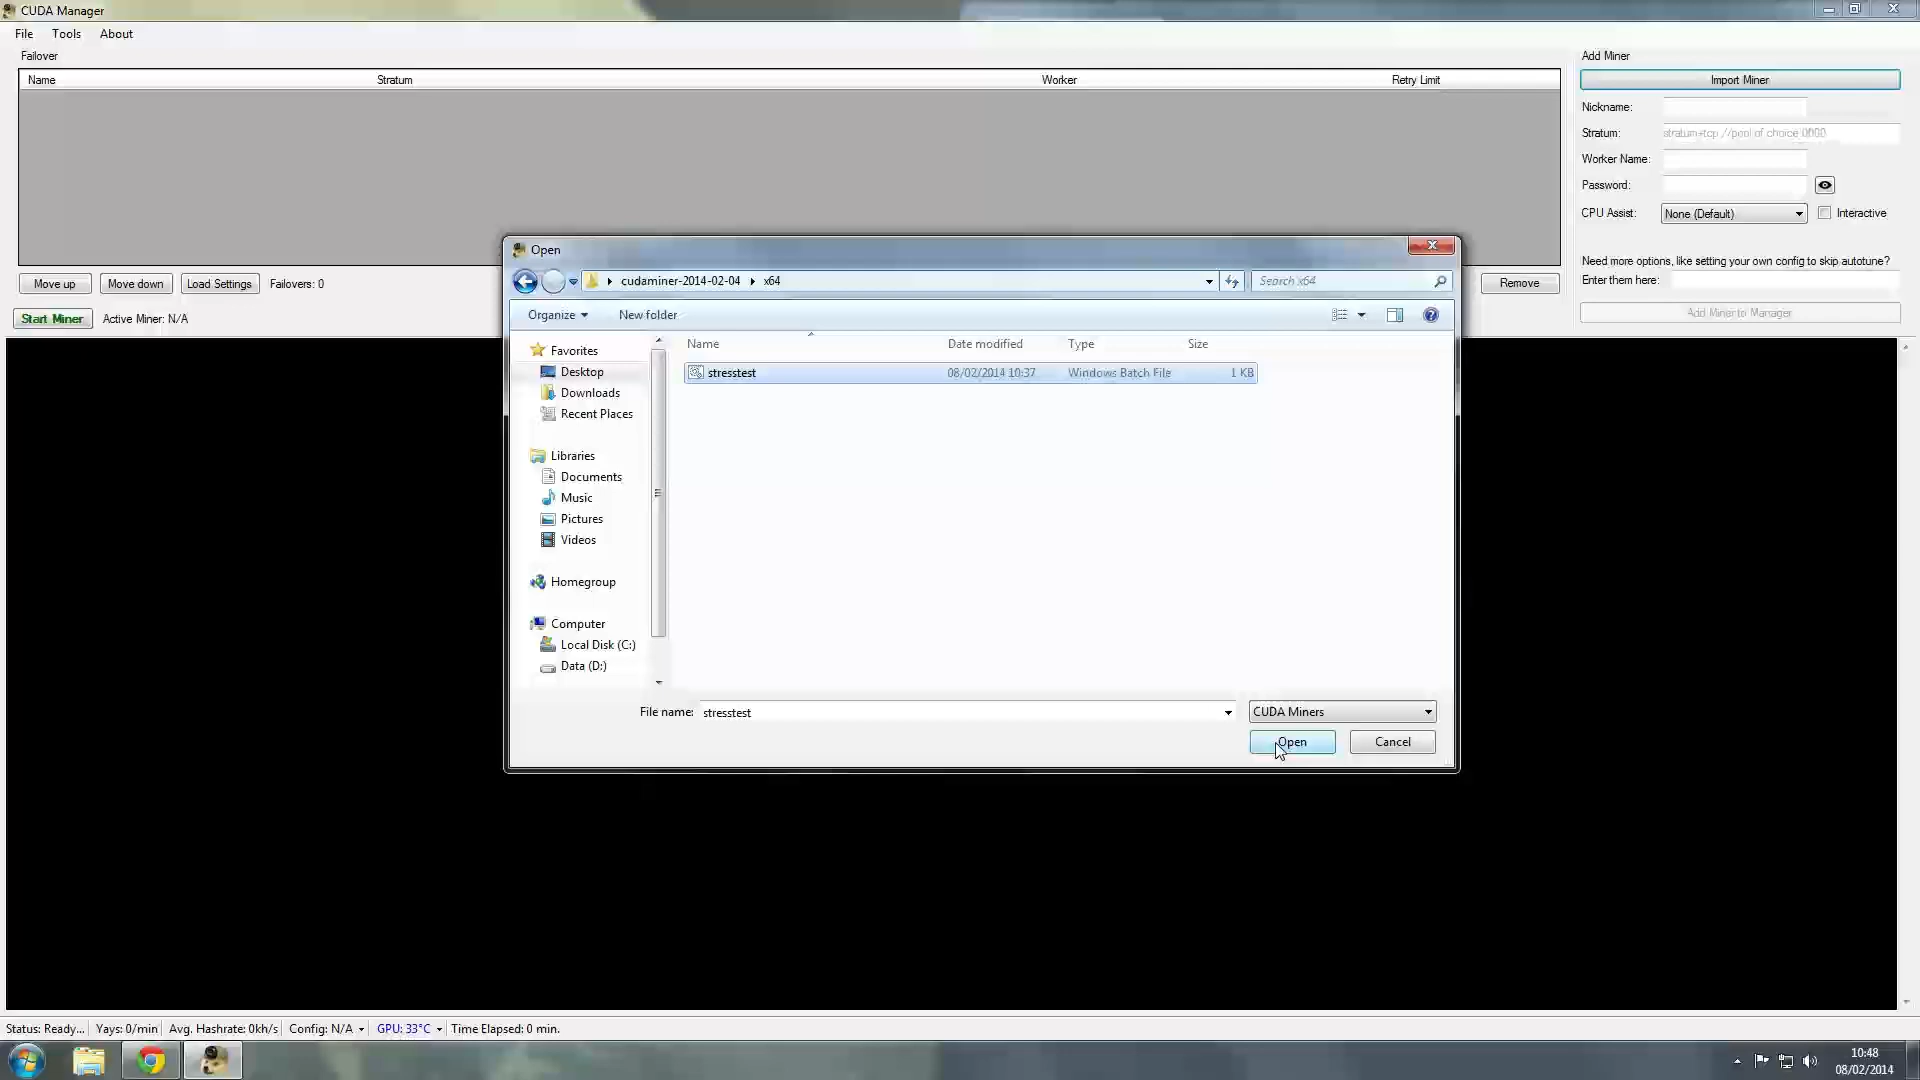 CUDA Manager
File Tools About
Failover
Name Stratum Worker Retry Limit
Add Miner
Import Miner
Nickname:
Stratum: stratum+tcp://pool of choice:0000
Worker Name:
Password:
CPU Assist: None (Default) Interactive
Need more options, like setting your own config to skip autotune?
Enter them here:
Add Miner to Manager
Move up Move down Load Settings Failovers: 0 Remove
Start Miner Active Miner: N/A
Open
cudaminer-2014-02-04 x64 Search x64
Organize New folder
Name Date modified Type Size
stresstest 08/02/2014 10:37 Windows Batch File 1 KB
Favorites
Desktop
Downloads
Recent Places
Libraries
Documents
Music
Pictures
Videos
Homegroup
Computer
Local Disk (C:)
Data (D:)
File name: stresstest CUDA Miners
Open Cancel
Status: Ready... Yays: 0/min Avg. Hashrate: 0kh/s Config: N/A GPU: 33°C Time Elapsed: 0 min.
10:48
08/02/2014